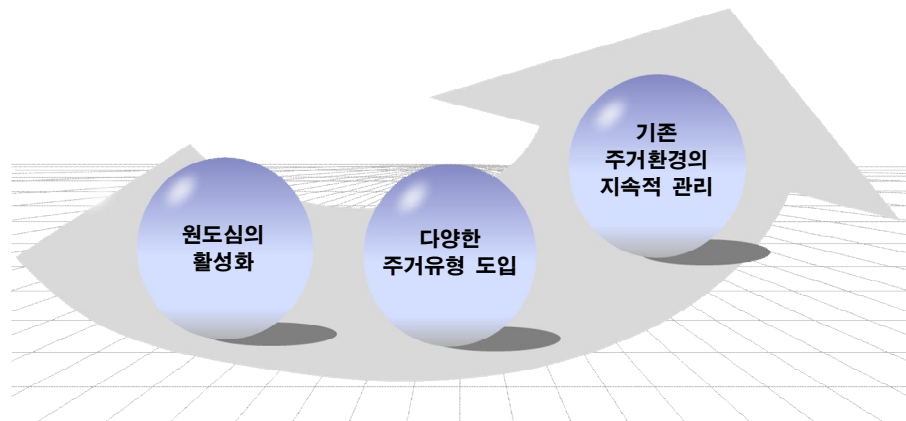 원도심의
활성화
다양한
주거유형 도입
기존
주거환경의
지속적 관리